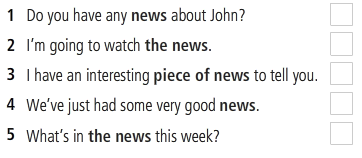 1 Do you have any news about John?
2 I'm going to watch the news.
3 I have an interesting piece of news to tell you.
4 We've just had some very good news.
5 What's in the news this week?